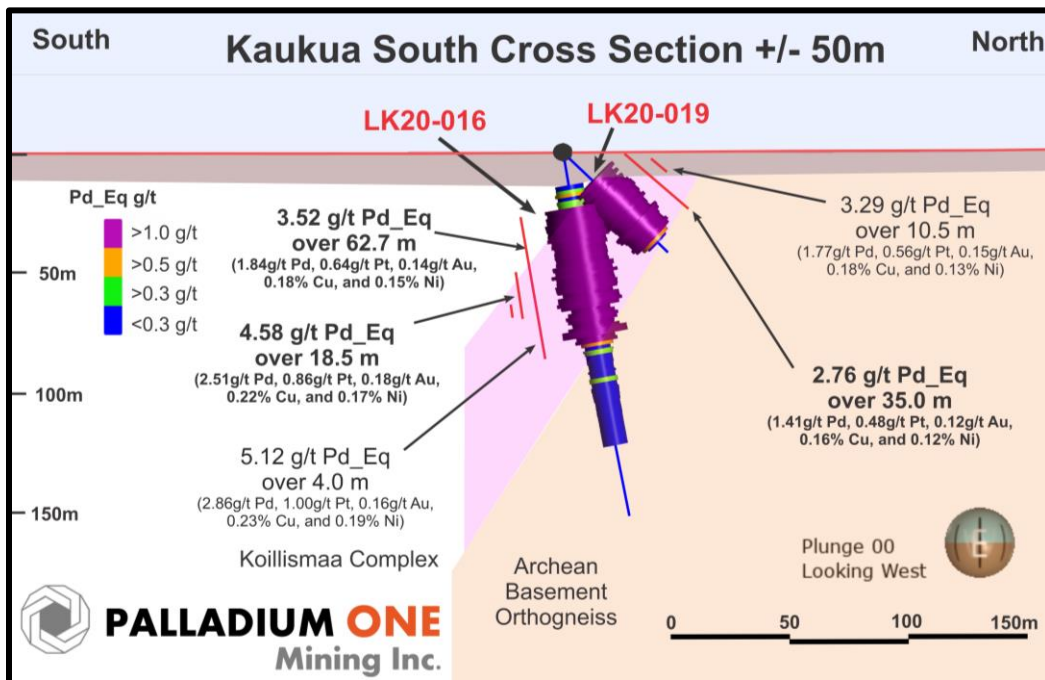 South
Kaukua South Cross Section +/- 50m
North
LK20-016
LK20-019
Pd_Eq g/t
>1.0 g/t
>0.5 g/t
>0.3 g/t
<0.3 g/t
50m
100m
150m
3.52 g/t Pd_Eq
over 62.7 m
(1.84g/t Pd, 0.64g/t Pt, 0.14g/t Au,
0.18% Cu, and 0.15% Ni)
4.58 g/t Pd_Eq
over 18.5 m
(2.51g/t Pd, 0.86g/t Pt, 0.18g/t Au,
0.22% Cu, and 0.17% Ni)
5.12 g/t Pd_Eq
over 4.0 m
(2.86g/t Pd, 1.00g/t Pt, 0.16g/t Au,
0.23% Cu, and 0.19% Ni)
3.29 g/t Pd_Eq
over 10.5 m
(1.77g/t Pd, 0.56g/t Pt, 0.15g/t Au,
0.18% Cu, and 0.13% Ni)
2.76 g/t Pd_Eq
over 35.0 m
(1.41g/t Pd, 0.48g/t Pt, 0.12g/t Au,
0.16% Cu, and 0.12% Ni)
Koillismaa Complex
Archean
Basement
Orthogneiss
Plunge 00
Looking West
E
0 50 100 150m
PALLADIUM ONE
Mining Inc.